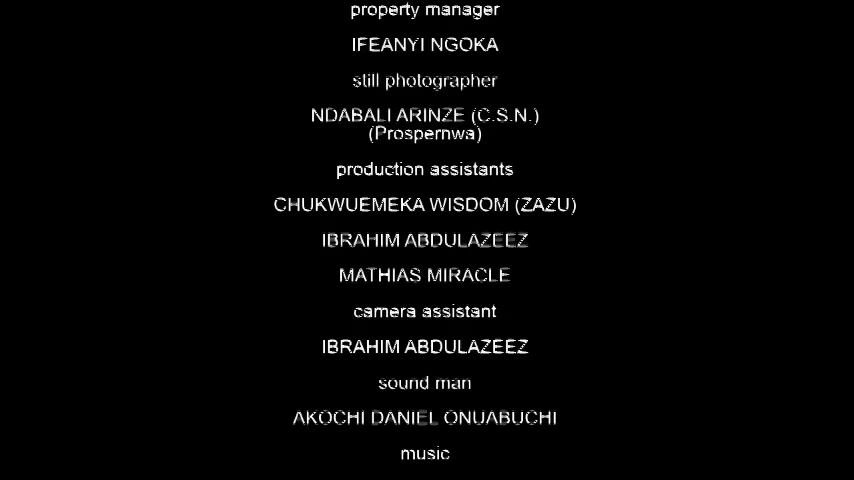 property manager
IFEANYI NGOKA
still photographer
NDABALI ARINZE (C.S.N.)
(Prospernwa)
production assistants
CHUKWUEMEKA WISDOM (ZAZU)
IBRAHIM ABDULAZEEZ
MATHIAS MIRACLE
camera assistant
IBRAHIM ABDULAZEEZ
sound man
AKOCHI DANIEL ONUABUCHI
music